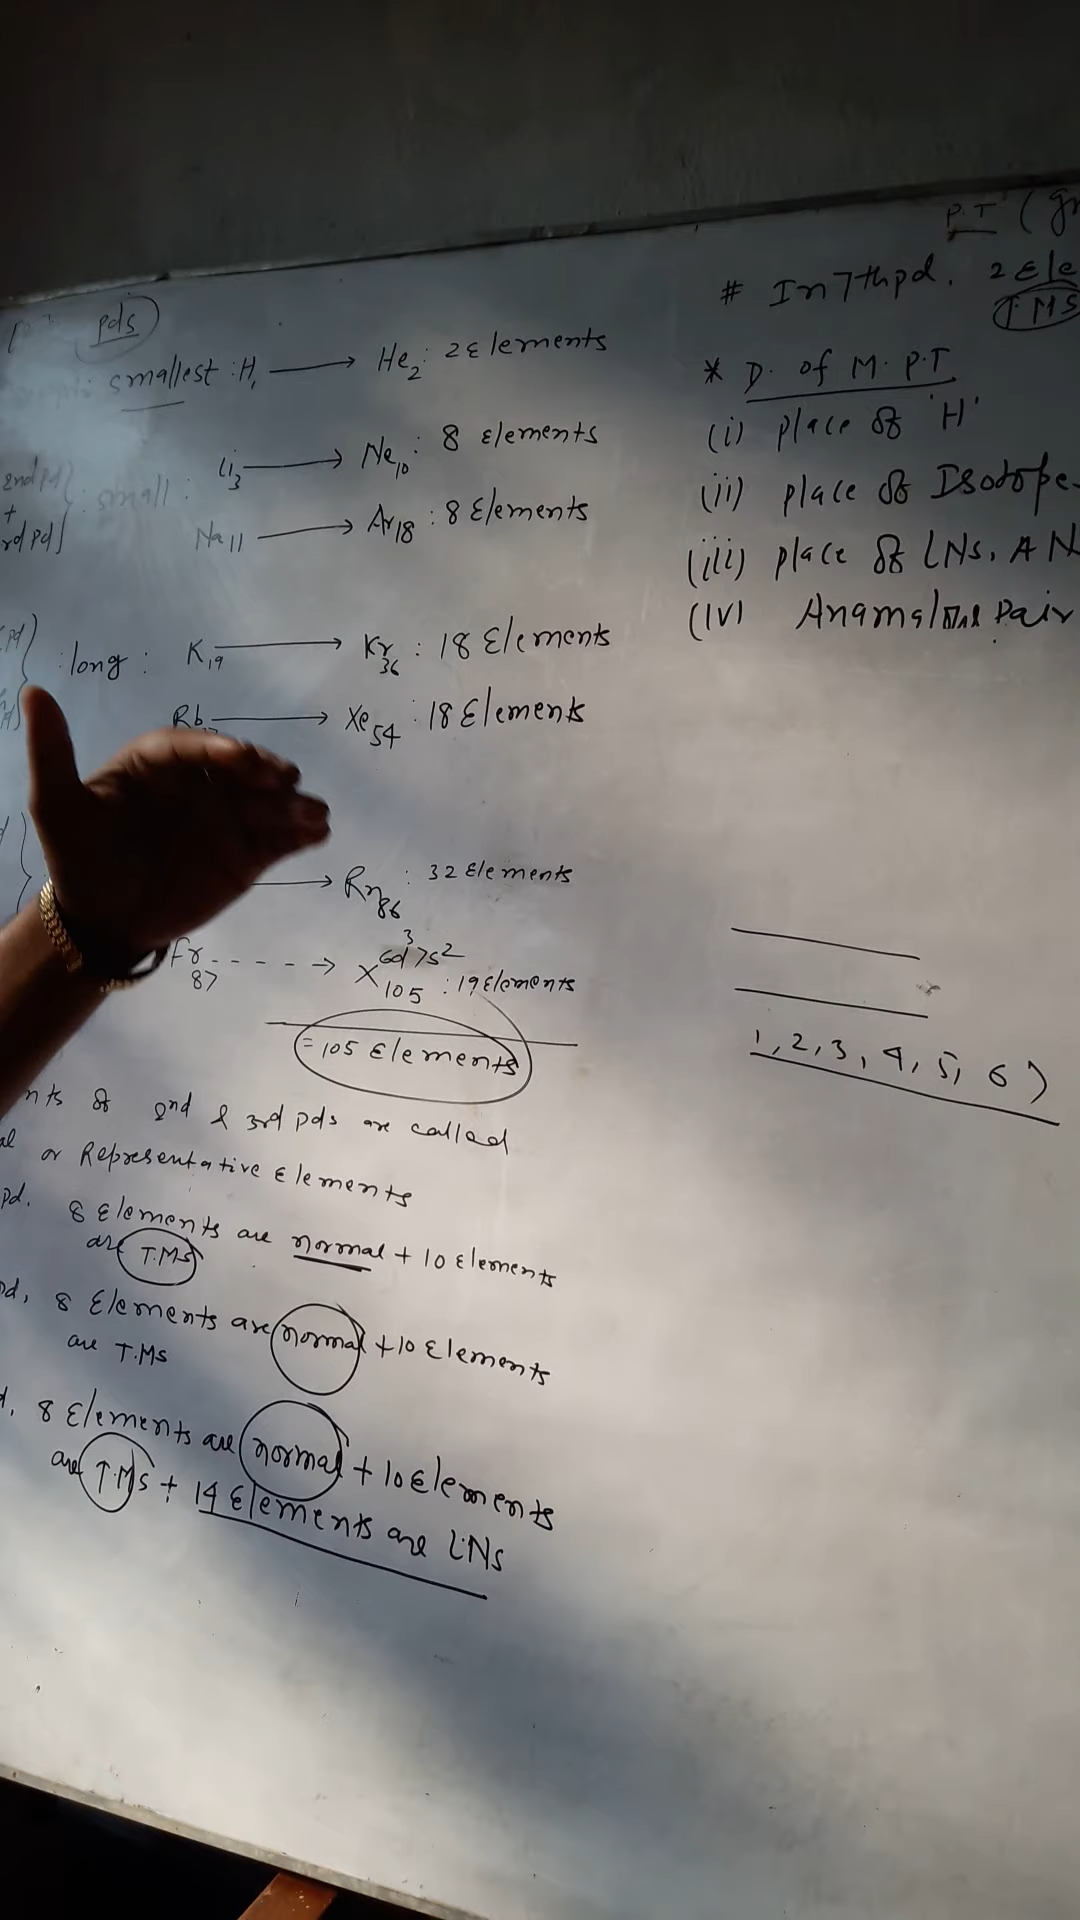 pds
smallest : H1 → He2 : 2 Elements
2nd pd
+
rd pd
: small :
Li3 → Ne10 : 8 Elements
Na11 → Ar18 : 8 Elements
pd
: long :
K19 → Kr36 : 18 Elements
Rb → Xe54 : 18 Elements
→ Rn86 : 32 Elements
Fr87 - - - - → X105 6d3 7s2 : 19 Elements
= 105 Elements
nts of 2nd & 3rd pds are called
al or Representative Elements
pd. 8 Elements are normal + 10 Elements
are T.Ms
d, 8 Elements are normal + 10 Elements
are T.Ms
d, 8 Elements are normal + 10 Elements
are T.Ms + 14 Elements are LNs
P.T (gr
# In 7th pd. 2 Ele
T.MS
* D. of M. P.T
(i) place of 'H'
(ii) place of Isotope
(iii) place of LNs, AN
(IV) Pair
1, 2, 3, 4, 5, 6 )